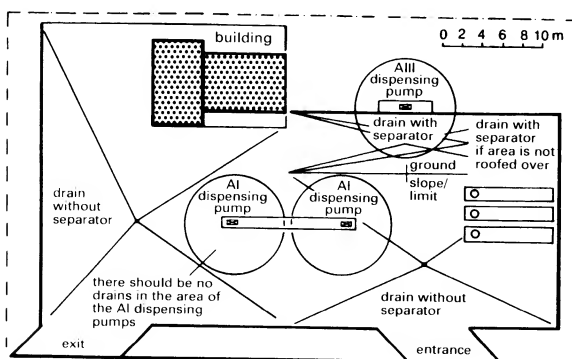 building
0 2 4 6 8 10 m
AIII
dispensing
pump
drain with
separator
drain with
separator
if area is not
roofed over
ground
slope/
limit
drain
without
separator
AI
dispensing
pump
AI
dispensing
pump
there should be no
drains in the area of
the AI dispensing
pumps
drain without
separator
exit
entrance